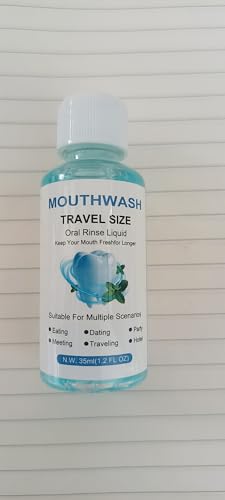 MOUTHWASH
TRAVEL SIZE
Oral Rinse Liquid
Keep Your Mouth Freshfor Longer
Suitable For Multiple Scenarios
Eating Dating Party
Meeting Traveling Hotel
N.W. 35ml(1.2 FL OZ)